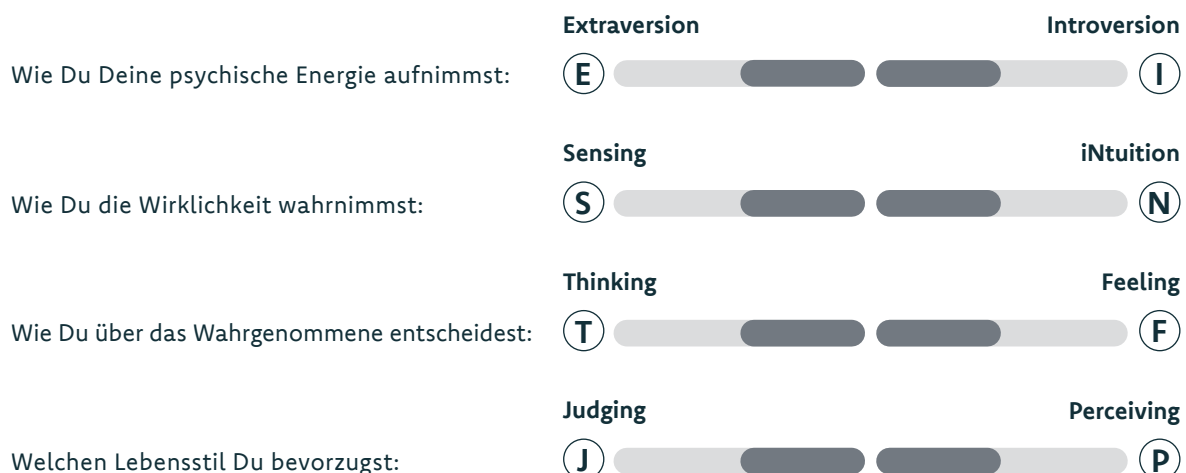 Extraversion Introversion
Wie Du Deine psychische Energie aufnimmst: E I
Sensing iNtuition
Wie Du die Wirklichkeit wahrnimmst: S N
Thinking Feeling
Wie Du über das Wahrgenommene entscheidest: T F
Judging Perceiving
Welchen Lebensstil Du bevorzugst: J P